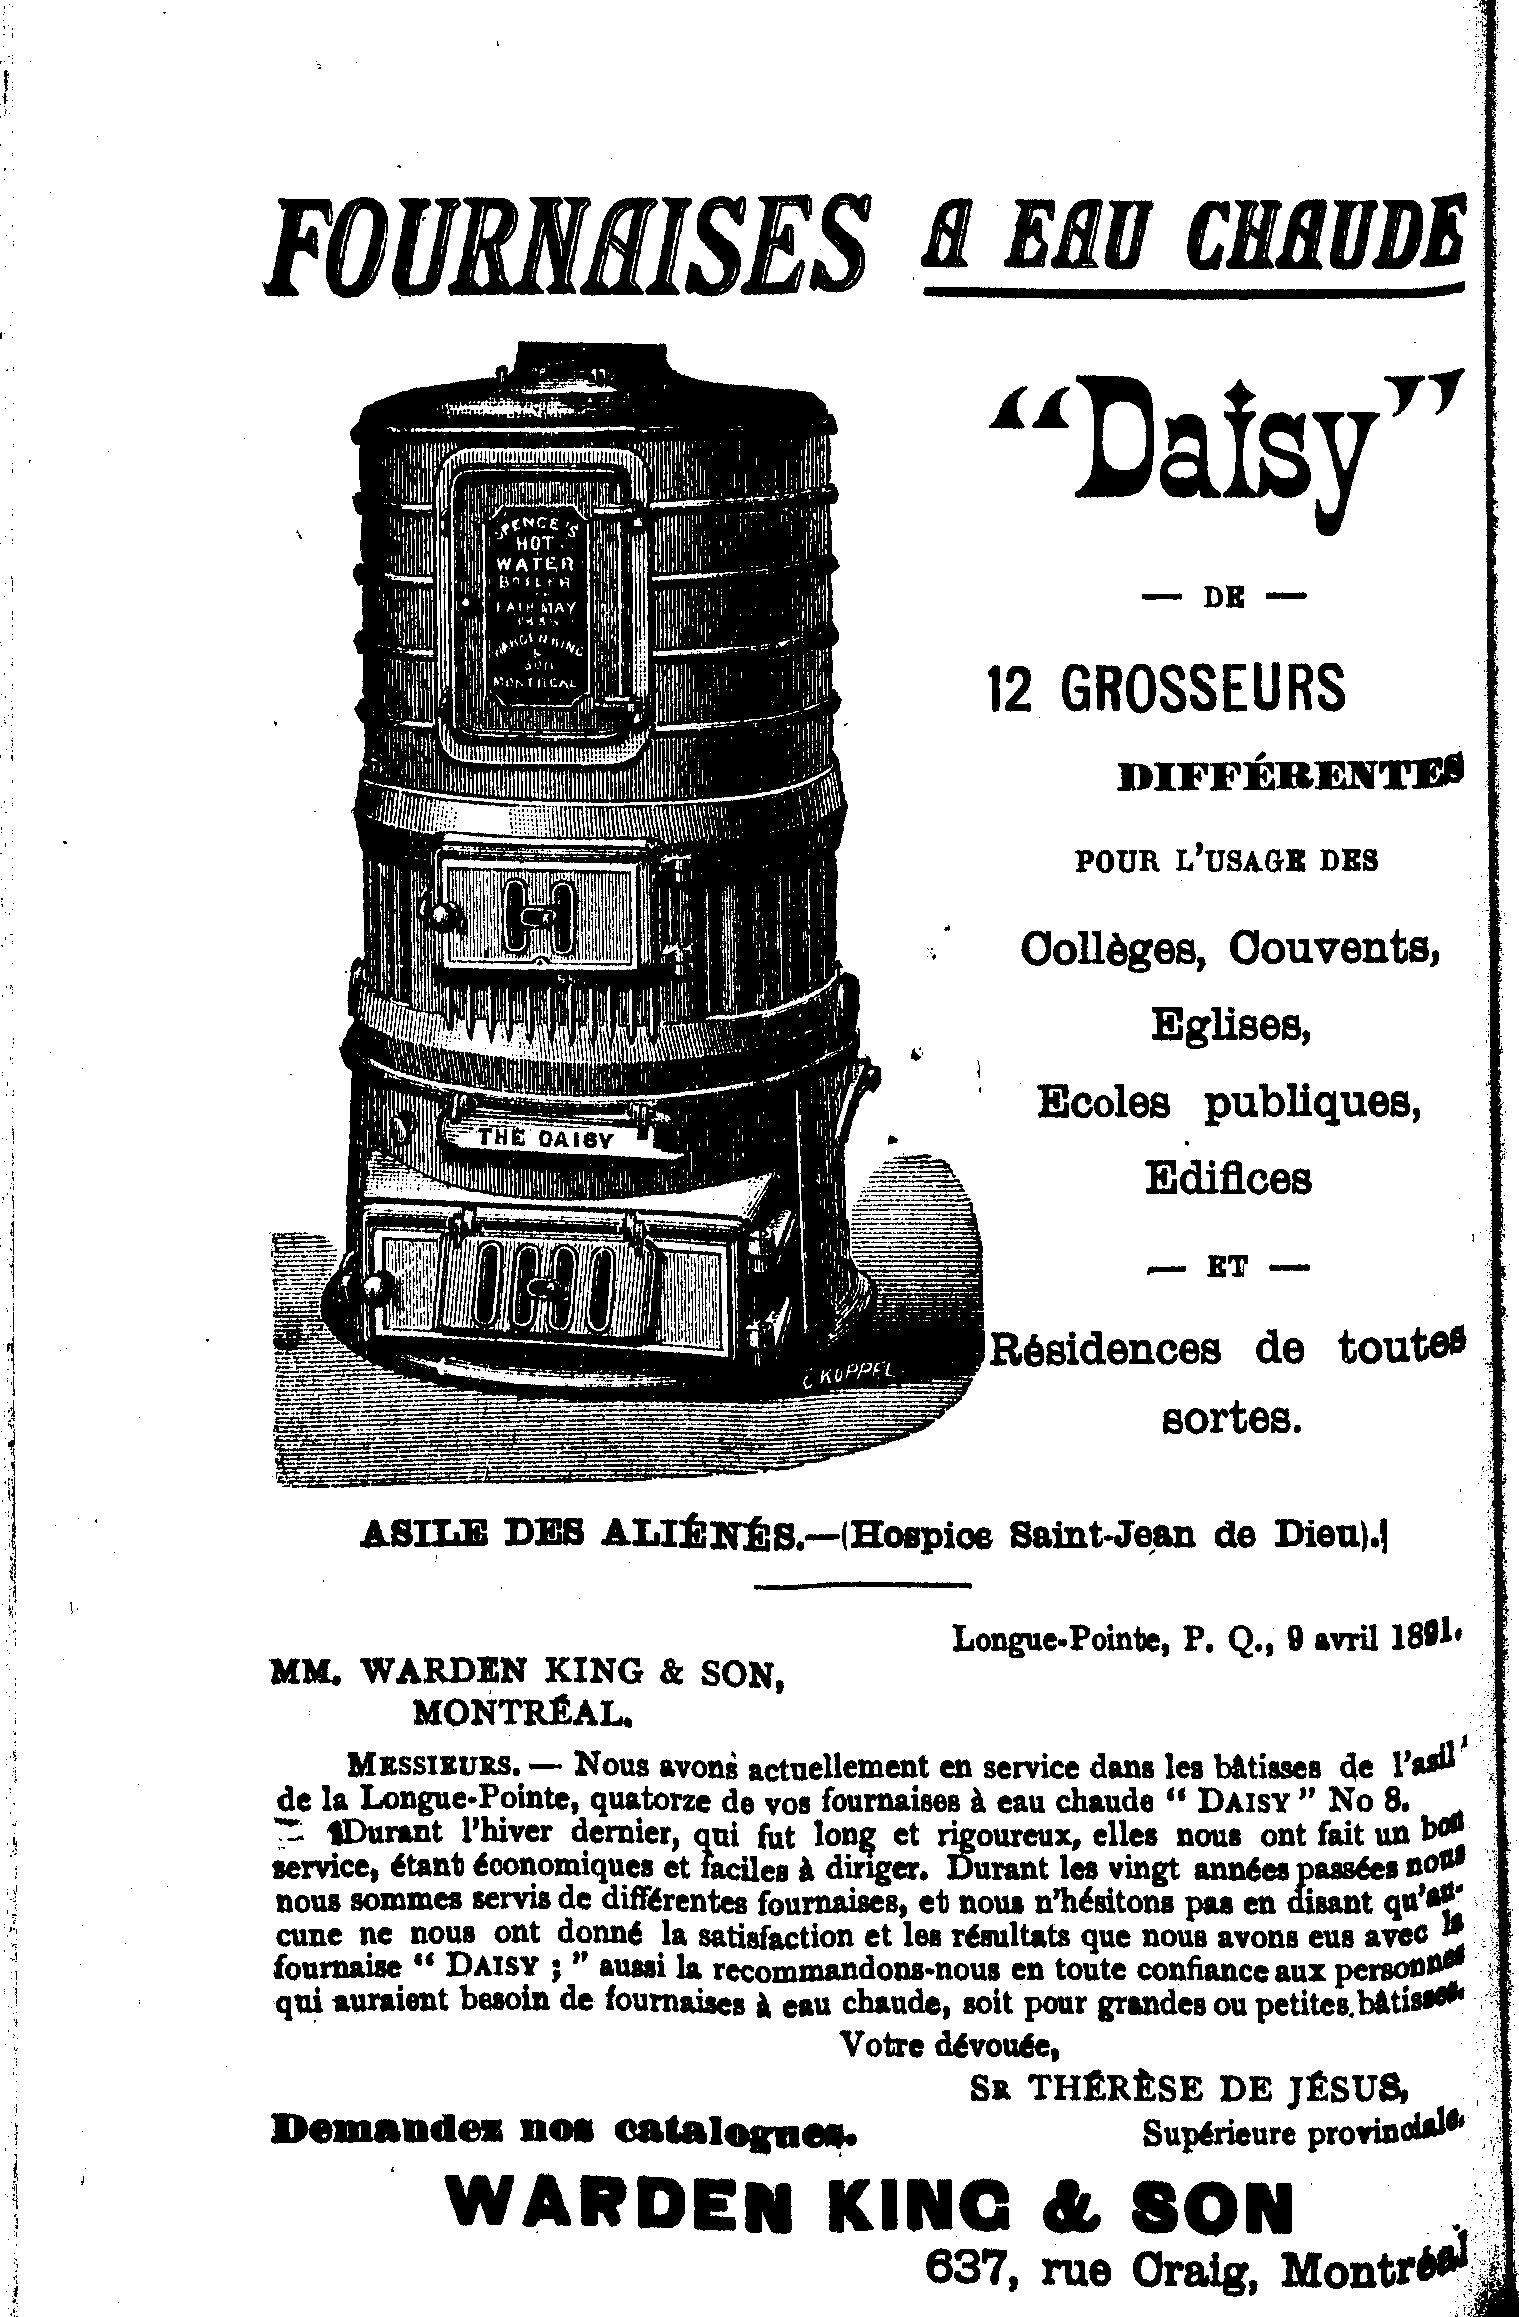 FOURNAISES A EAU CHAUDE
“Daisy”
— DE —
12 GROSSEURS
DIFFÉRENTES
POUR L’USAGE DES
Collèges, Couvents,
Eglises,
Ecoles publiques,
Edifices
— ET —
Résidences de toutes
sortes.
SPENCE'S
HOT
WATER
BOILER
MAY
WARDEN KING
&
SON
MONTREAL
THE DAISY
C KOPPEL
ASILE DES ALIÉNÉS.—(Hospice Saint-Jean de Dieu).
Longue-Pointe, P. Q., 9 avril 1891.
MM. WARDEN KING & SON,
MONTRÉAL.
MESSIEURS. — Nous avons actuellement en service dans les bâtisses de l’asil'
de la Longue-Pointe, quatorze de vos fournaises à eau chaude “ DAISY ” No 8.
Durant l’hiver dernier, qui fut long et rigoureux, elles nous ont fait un bon
service, étant économiques et faciles à diriger. Durant les vingt années passées nous
nous sommes servis de différentes fournaises, et nous n’hésitons pas en disant qu’au-
cune ne nous ont donné la satisfaction et les résultats que nous avons eus avec la
fournaise “ DAISY ; ” aussi la recommandons-nous en toute confiance aux personnes
qui auraient besoin de fournaises à eau chaude, soit pour grandes ou petites bâtisses.
Votre dévouée,
SR THÉRÈSE DE JÉSUS,
Supérieure provinciale.
Demandez nos catalogues.
WARDEN KING & SON
637, rue Craig, Montréal